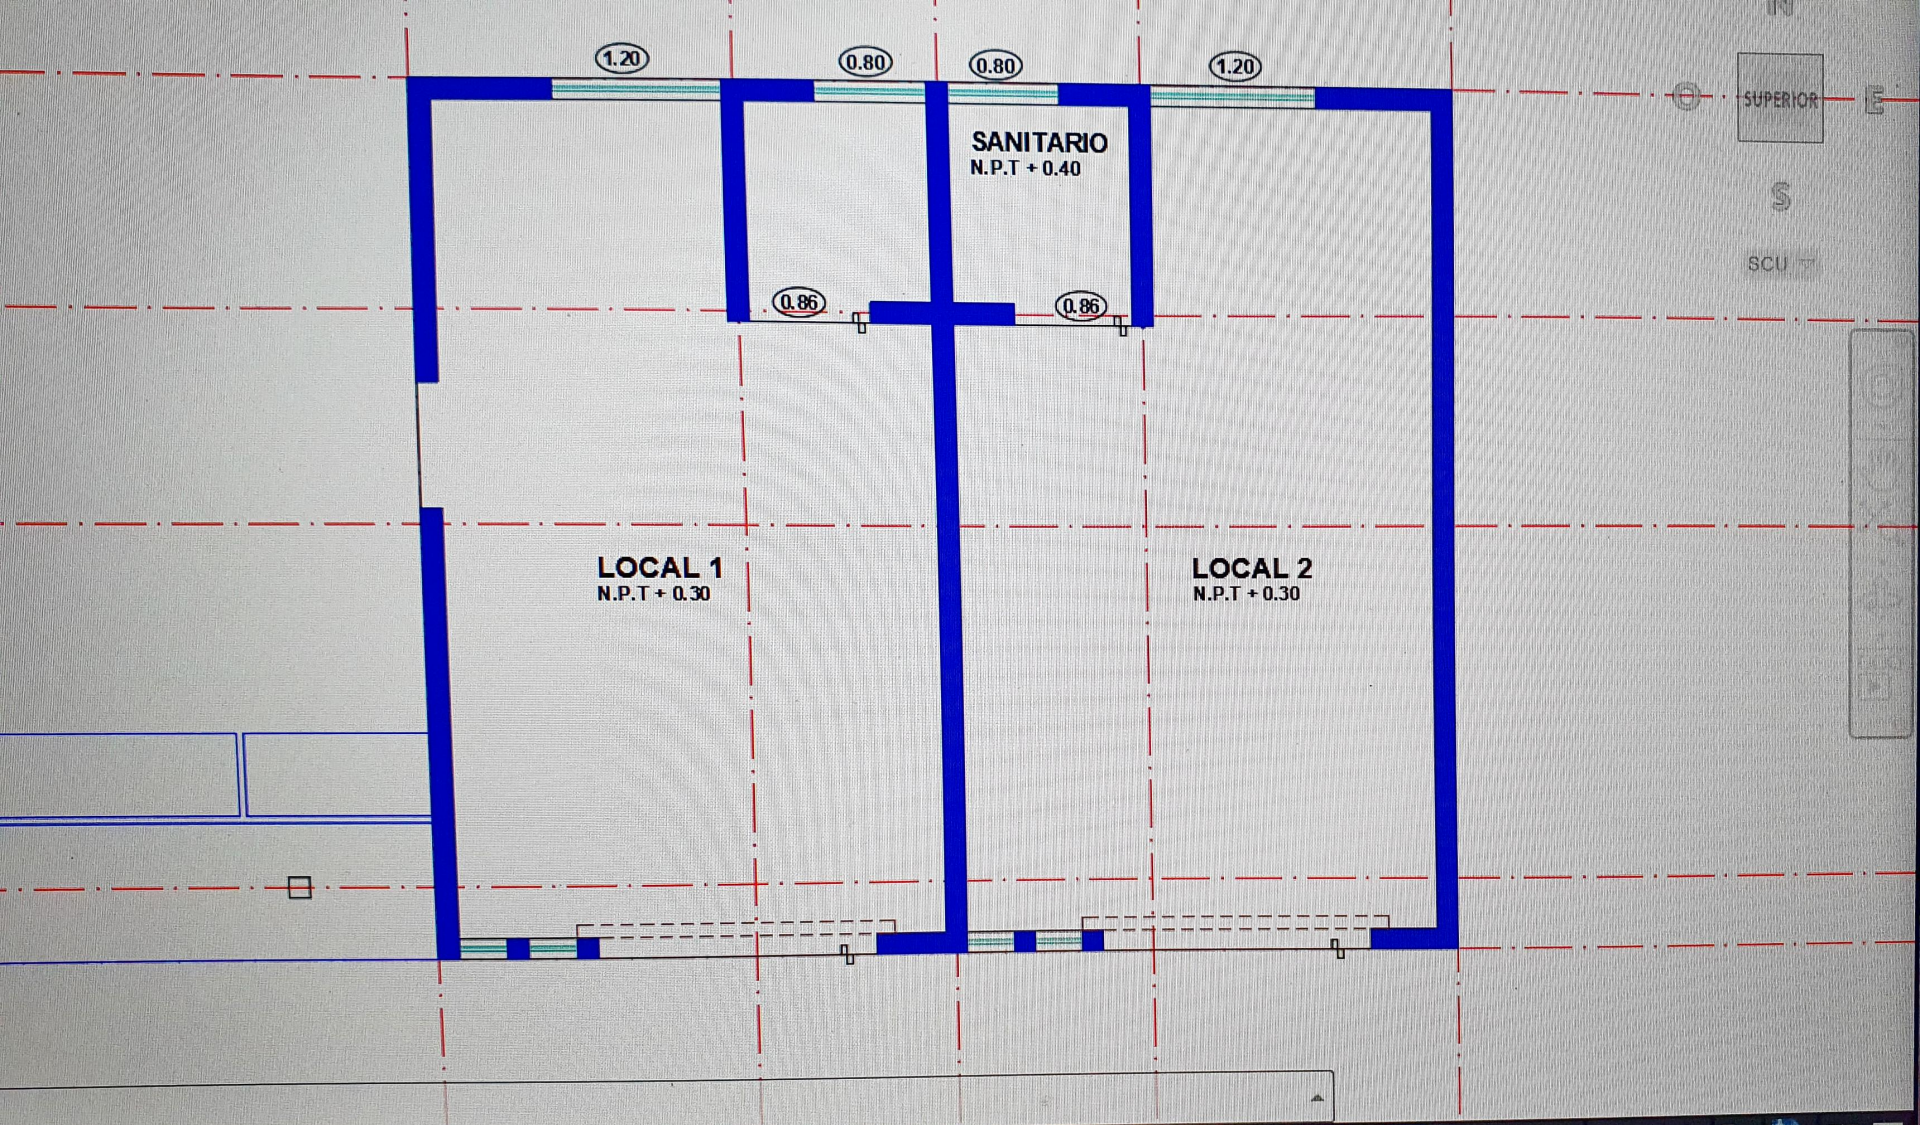 N
1.20
0.80
0.80
1.20
O
SUPERIOR
E
SANITARIO
N.P.T + 0.40
S
SCU
0.86
0.86
LOCAL 1
N.P.T + 0.30
LOCAL 2
N.P.T + 0.30